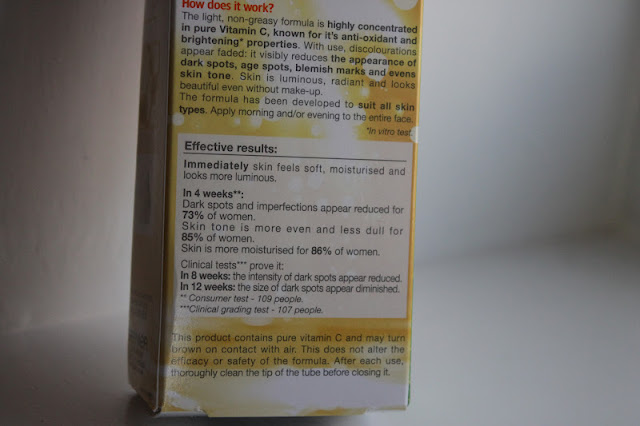 How does it work?
The light, non-greasy formula is highly concentrated
in pure Vitamin C, known for it's anti-oxidant and
brightening* properties. With use, discolourations
appear faded: it visibly reduces the appearance of
dark spots, age spots, blemish marks and evens
skin tone. Skin is luminous, radiant and looks
beautiful even without make-up.
The formula has been developed to suit all skin
types. Apply morning and/or evening to the entire face.
*In vitro test.
Effective results:
Immediately skin feels soft, moisturised and
looks more luminous.
In 4 weeks**:
Dark spots and imperfections appear reduced for
73% of women.
Skin tone is more even and less dull for
85% of women.
Skin is more moisturised for 86% of women.
Clinical tests*** prove it:
In 8 weeks: the intensity of dark spots appear reduced.
In 12 weeks: the size of dark spots appear diminished.
** Consumer test - 109 people.
***Clinical grading test - 107 people.
This product contains pure vitamin C and may turn
brown on contact with air. This does not alter the
efficacy or safety of the formula. After each use,
thoroughly clean the tip of the tube before closing it.